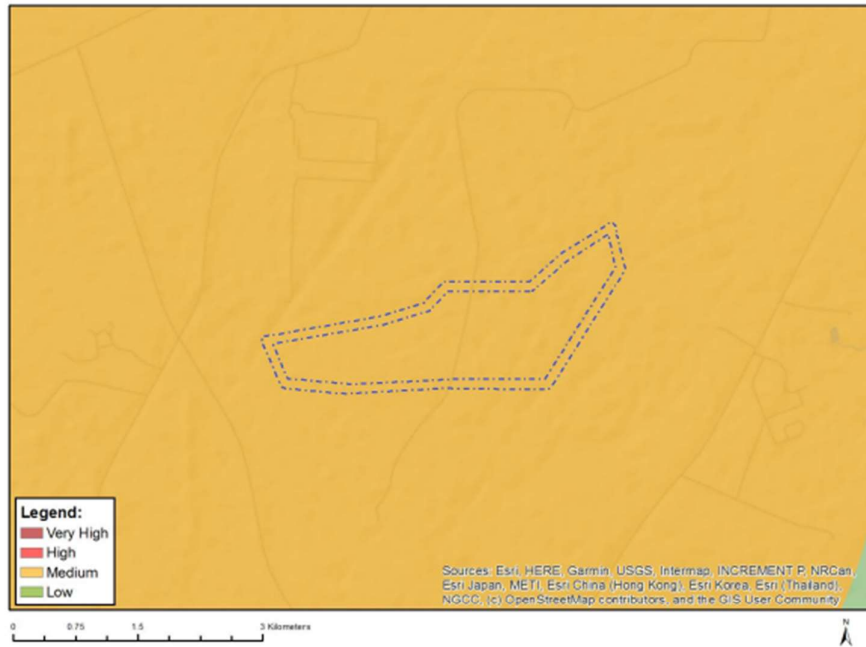 Legend:
Very High
High
Medium
Low
Sources: Esri, HERE, Garmin, USGS, Intermap, INCREMENT P, NRCan,
Esri Japan, METI, Esri China (Hong Kong), Esri Korea, Esri (Thailand),
NGCC, (c) OpenStreetMap contributors, and the GIS User Community
0 0.75 1.5 3 Kilometers
N